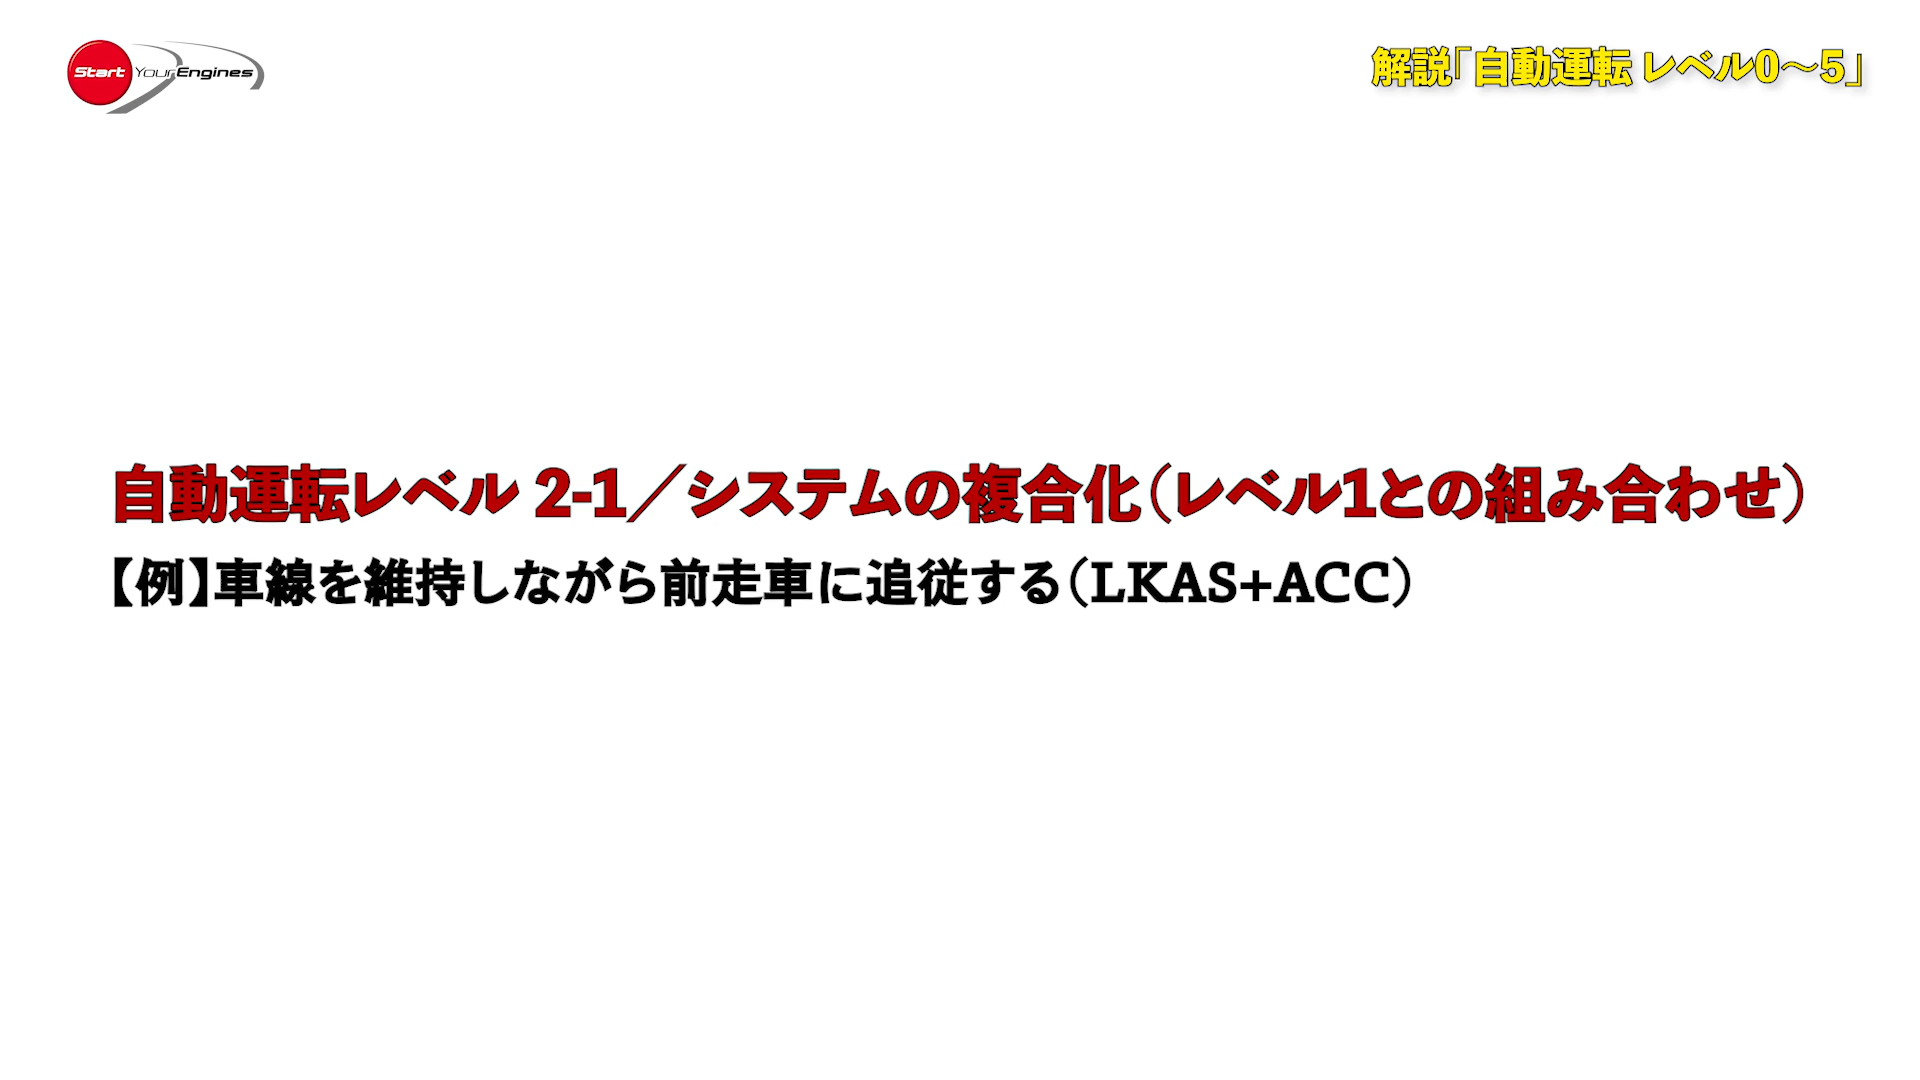 Start YourEngines
解説「自動運転 レベル0～5」
自動運転レベル 2-1／システムの複合化（レベル1との組み合わせ）
【例】車線を維持しながら前走車に追従する（LKAS+ACC）